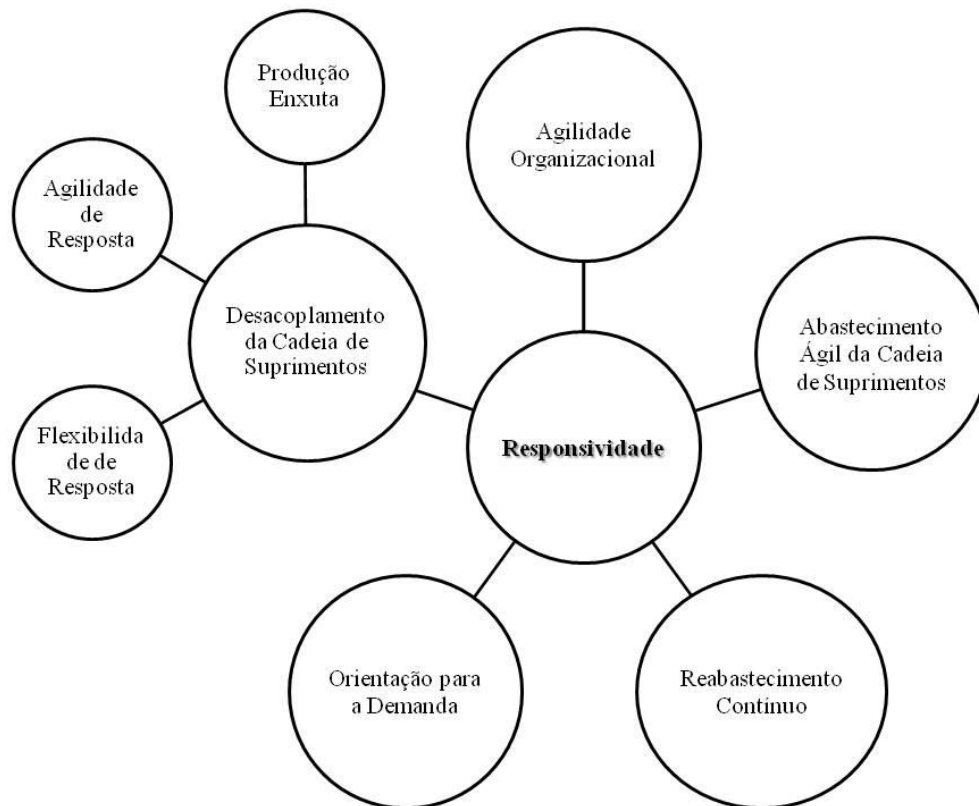 Produção
Enxuta
Agilidade
Organizacional
Agilidade
de
Resposta
Desacoplamento
da Cadeia de
Suprimentos
Abastecimento
Ágil da Cadeia
de Suprimentos
Flexibilida
de de
Resposta
Responsividade
Orientação para
a Demanda
Reabastecimento
Contínuo